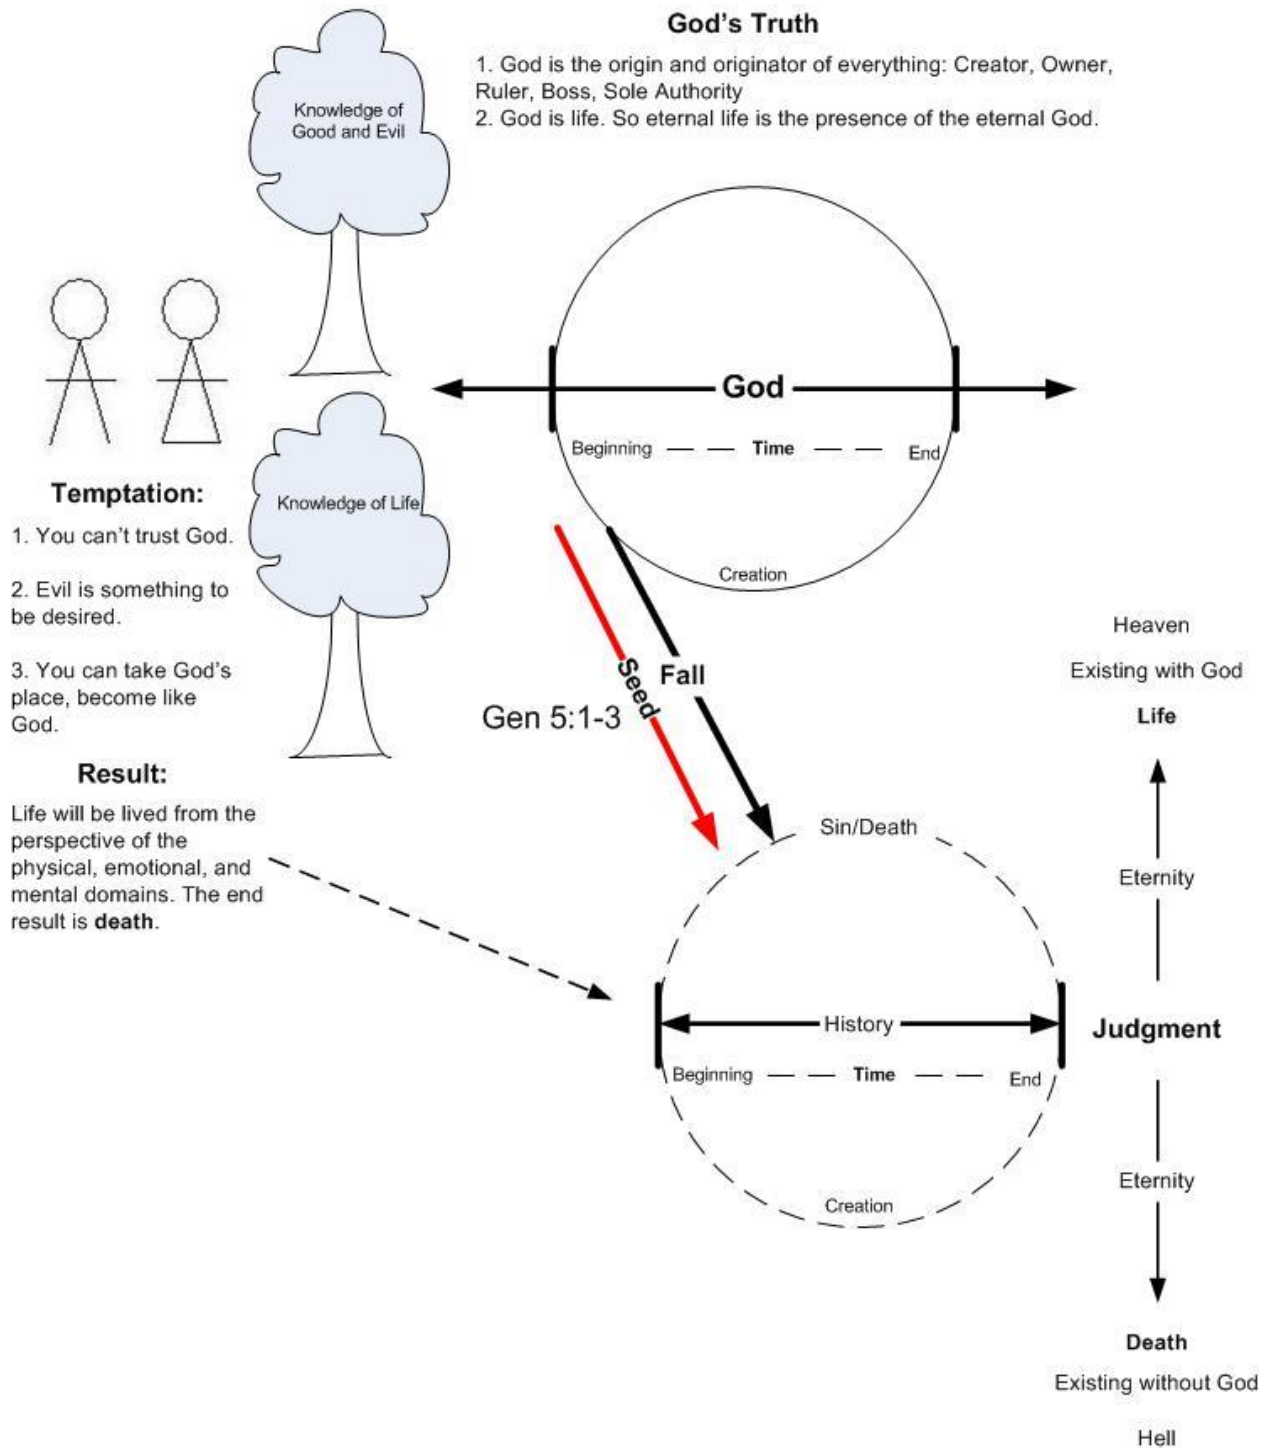 God's Truth
1. God is the origin and originator of everything: Creator, Owner,
Ruler, Boss, Sole Authority
2. God is life. So eternal life is the presence of the eternal God.
Knowledge of
Good and Evil
God
Beginning
Time
End
Creation
Knowledge of Life
Temptation:
1. You can't trust God.
2. Evil is something to
be desired.
3. You can take God's
place, become like
God.
Result:
Life will be lived from the
perspective of the
physical, emotional, and
mental domains. The end
result is death.
Seed
Fall
Gen 5:1-3
Sin/Death
History
Beginning
Time
End
Creation
Heaven
Existing with God
Life
Eternity
Judgment
Eternity
Death
Existing without God
Hell